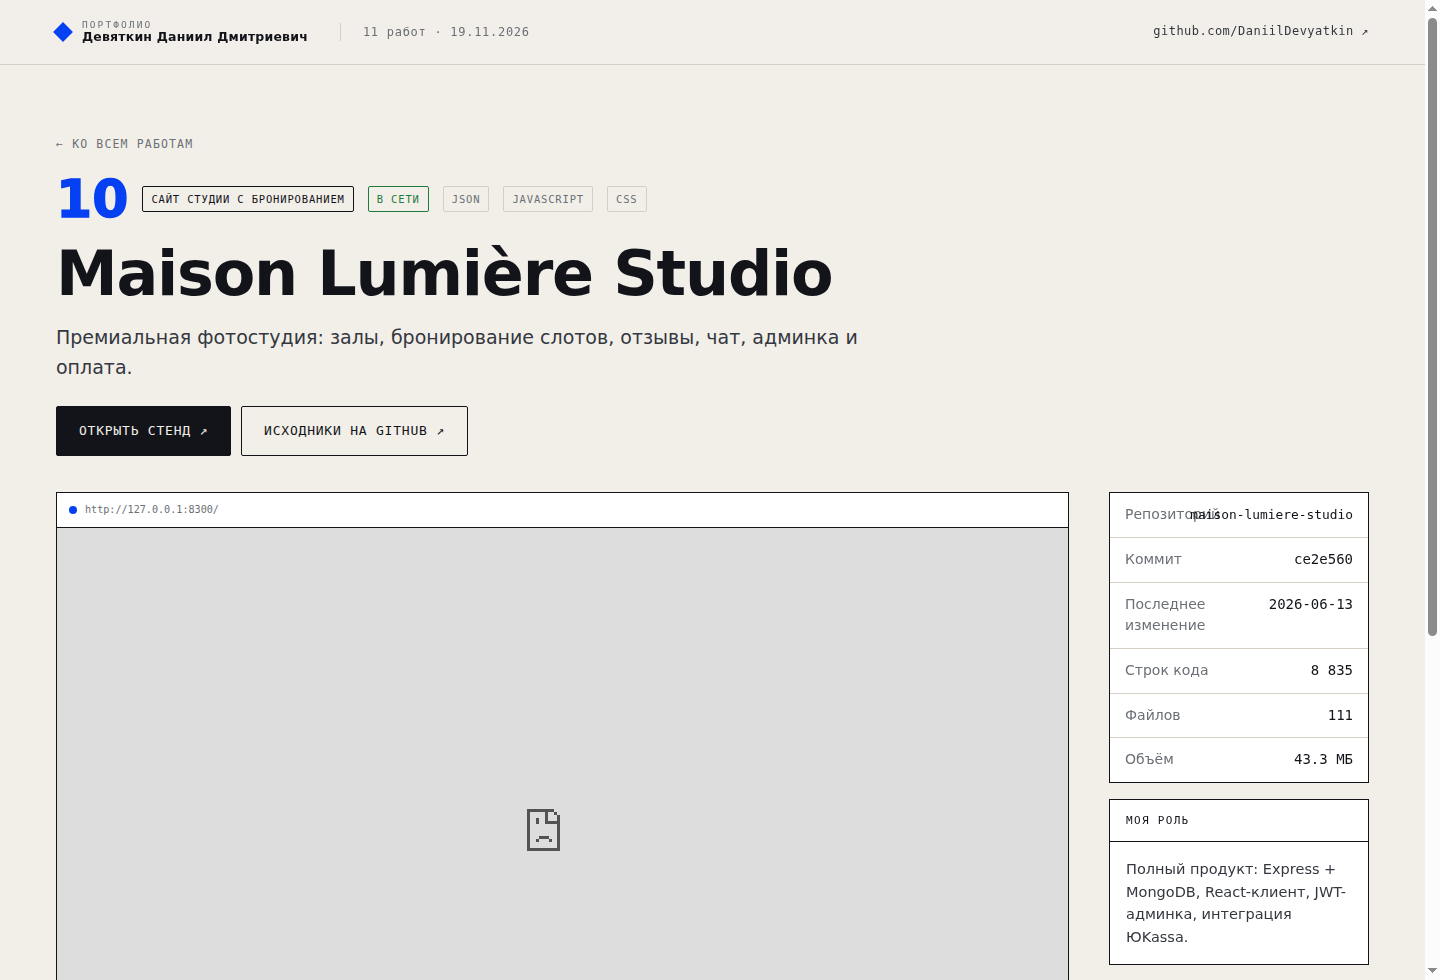 ПОРТФОЛИО
Девяткин Даниил Дмитриевич
11 работ · 19.11.2026
github.com/DaniilDevyatkin ↗
← КО ВСЕМ РАБОТАМ
10
САЙТ СТУДИИ С БРОНИРОВАНИЕМ
В СЕТИ
JSON
JAVASCRIPT
CSS
Maison Lumière Studio
Премиальная фотостудия: залы, бронирование слотов, отзывы, чат, админка и
оплата.
ОТКРЫТЬ СТЕНД ↗
ИСХОДНИКИ НА GITHUB ↗
http://127.0.0.1:8300/
Репозиторий maison-lumiere-studio
Коммит ce2e560
Последнее 2026-06-13
изменение
Строк кода 8 835
Файлов 111
Объём 43.3 МБ
МОЯ РОЛЬ
Полный продукт: Express +
MongoDB, React-клиент, JWT-
админка, интеграция
ЮKassa.